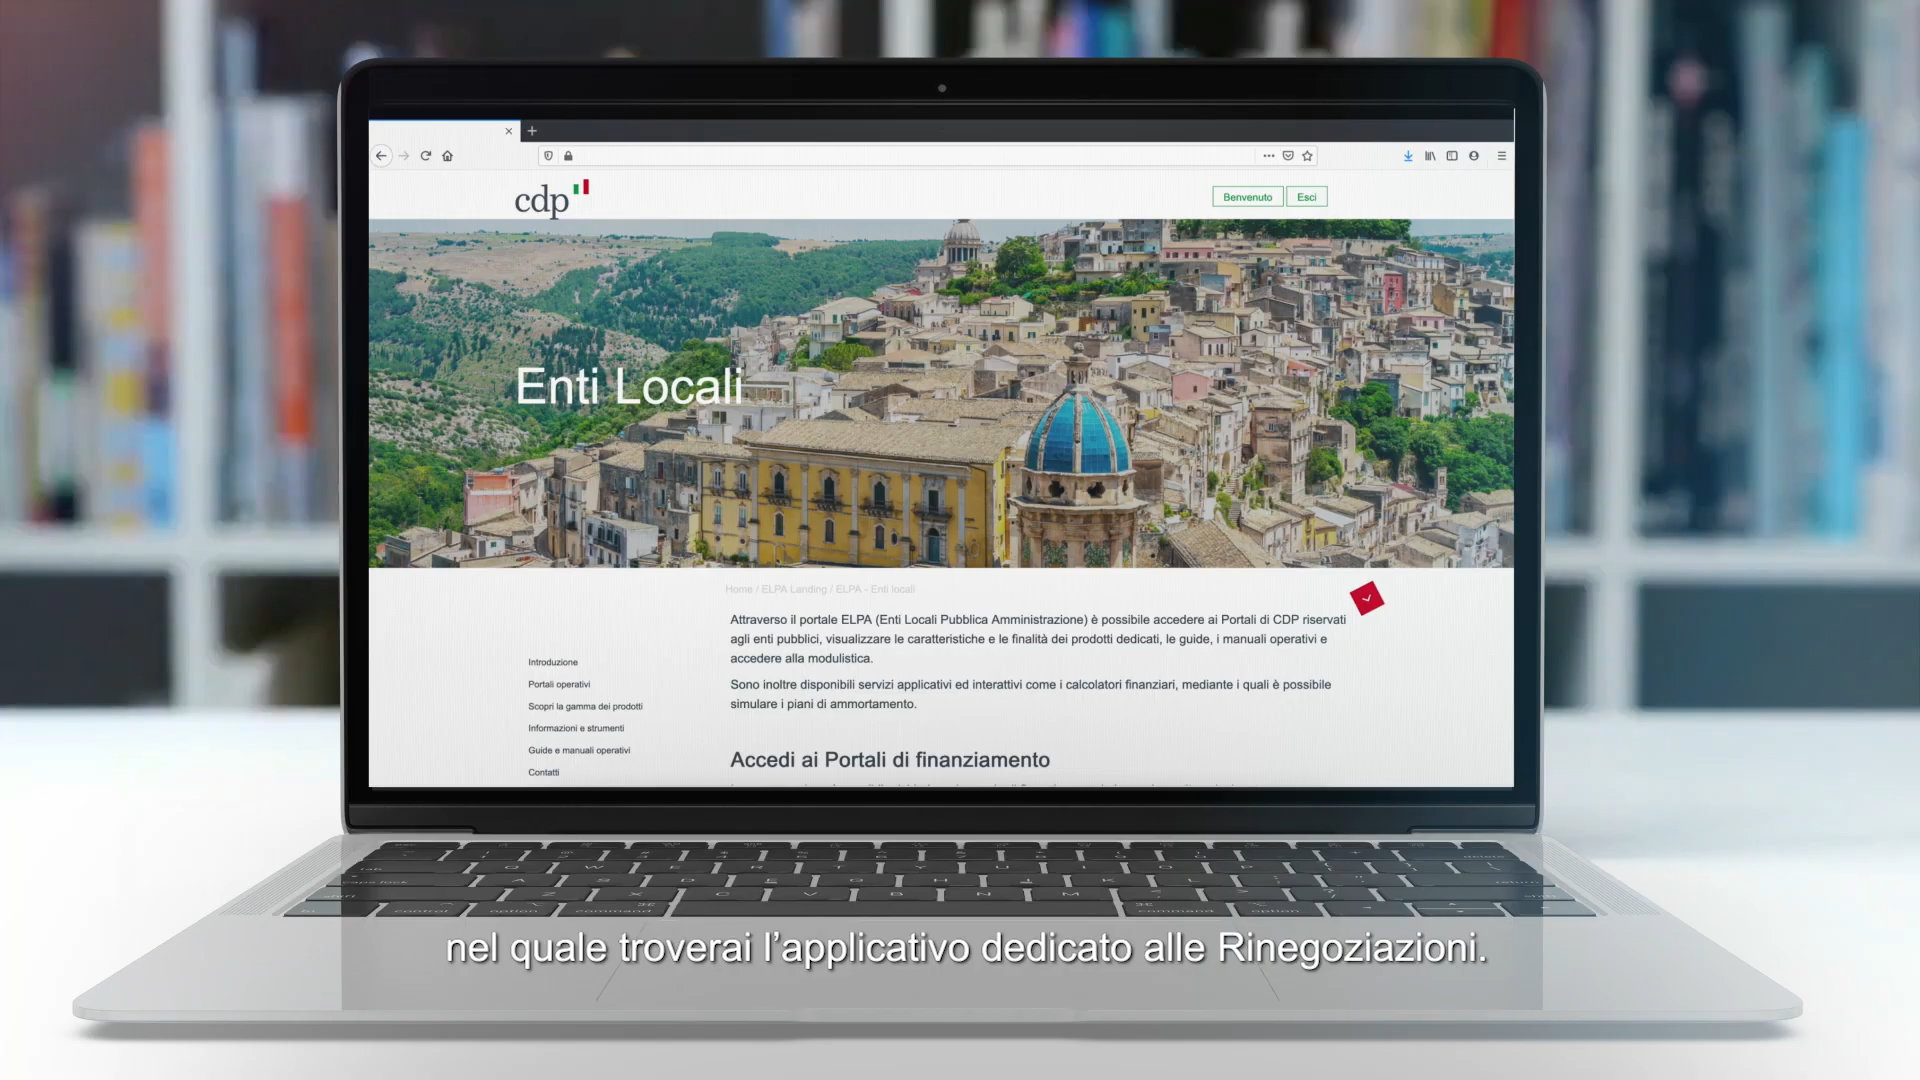 cdp
Benvenuto
Esci
Enti Locali
Home / ELPA Landing / ELPA - Enti locali
Attraverso il portale ELPA (Enti Locali Pubblica Amministrazione) è possibile accedere ai Portali di CDP riservati
agli enti pubblici, visualizzare le caratteristiche e le finalità dei prodotti dedicati, le guide, i manuali operativi e
accedere alla modulistica.
Sono inoltre disponibili servizi applicativi ed interattivi come i calcolatori finanziari, mediante i quali è possibile
simulare i piani di ammortamento.
Introduzione
Portali operativi
Scopri la gamma dei prodotti
Informazioni e strumenti
Guide e manuali operativi
Contatti
Accedi ai Portali di finanziamento
nel quale troverai l’applicativo dedicato alle Rinegoziazioni.